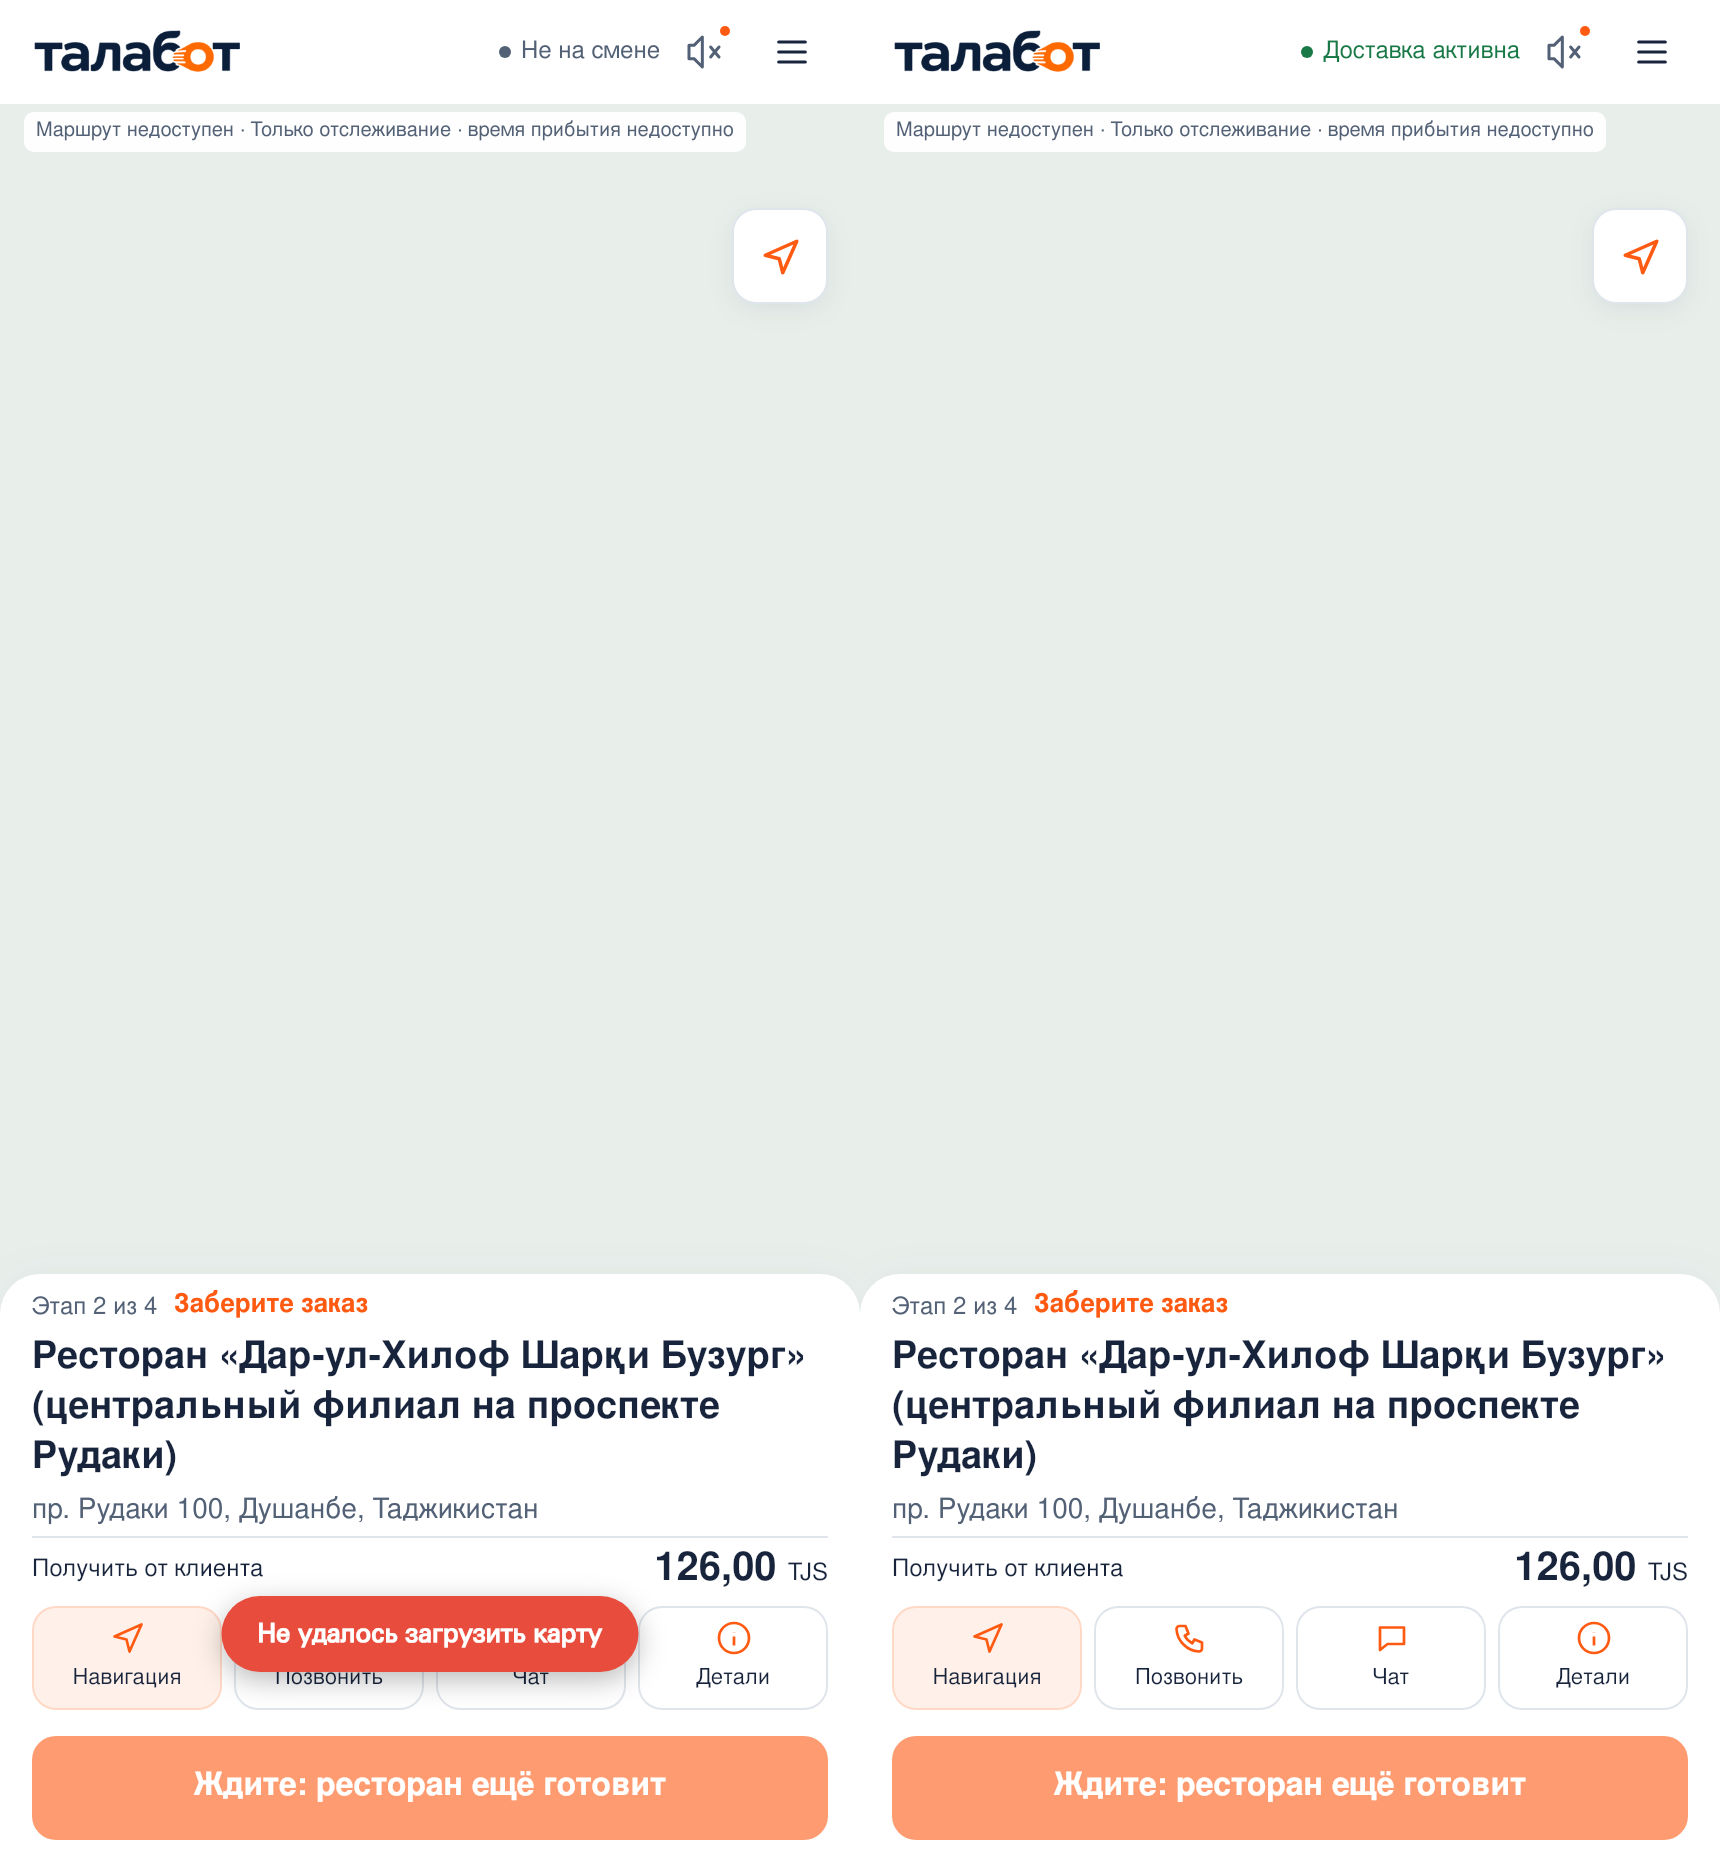 талабот
Не на смене
Маршрут недоступен · Только отслеживание · время прибытия недоступно
Этап 2 из 4 Заберите заказ
Ресторан «Дар-ул-Хилоф Шарқи Бузург»
(центральный филиал на проспекте
Рудаки)
пр. Рудаки 100, Душанбе, Таджикистан
Получить от клиента 126,00 TJS
Не удалось загрузить карту
Навигация Позвонить Чат Детали
Ждите: ресторан ещё готовит
талабот
Доставка активна
Маршрут недоступен · Только отслеживание · время прибытия недоступно
Этап 2 из 4 Заберите заказ
Ресторан «Дар-ул-Хилоф Шарқи Бузург»
(центральный филиал на проспекте
Рудаки)
пр. Рудаки 100, Душанбе, Таджикистан
Получить от клиента 126,00 TJS
Навигация Позвонить Чат Детали
Ждите: ресторан ещё готовит